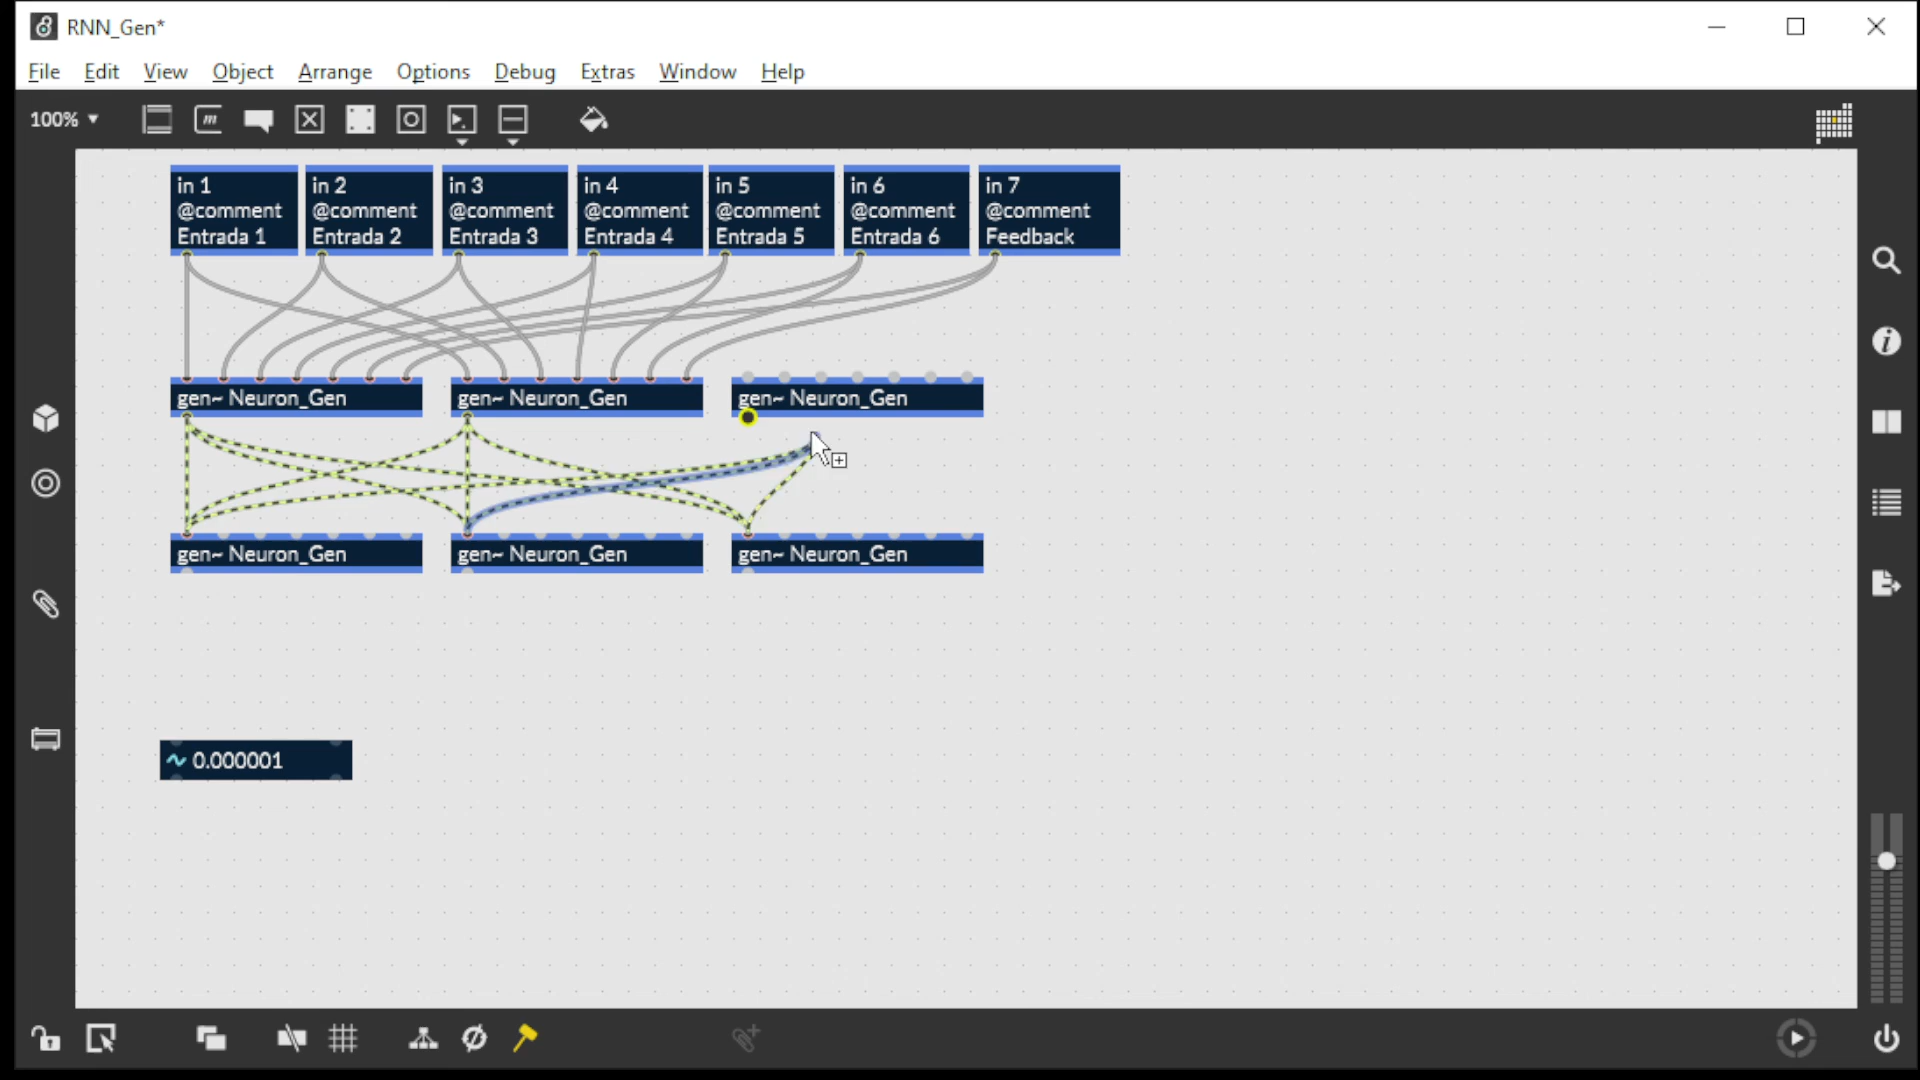 RNN_Gen*
File Edit View Object Arrange Options Debug Extras Window Help
100%
in 1
@comment
Entrada 1
in 2
@comment
Entrada 2
in 3
@comment
Entrada 3
in 4
@comment
Entrada 4
in 5
@comment
Entrada 5
in 6
@comment
Entrada 6
in 7
@comment
Feedback
gen~ Neuron_Gen
gen~ Neuron_Gen
gen~ Neuron_Gen
gen~ Neuron_Gen
gen~ Neuron_Gen
gen~ Neuron_Gen
~ 0.000001